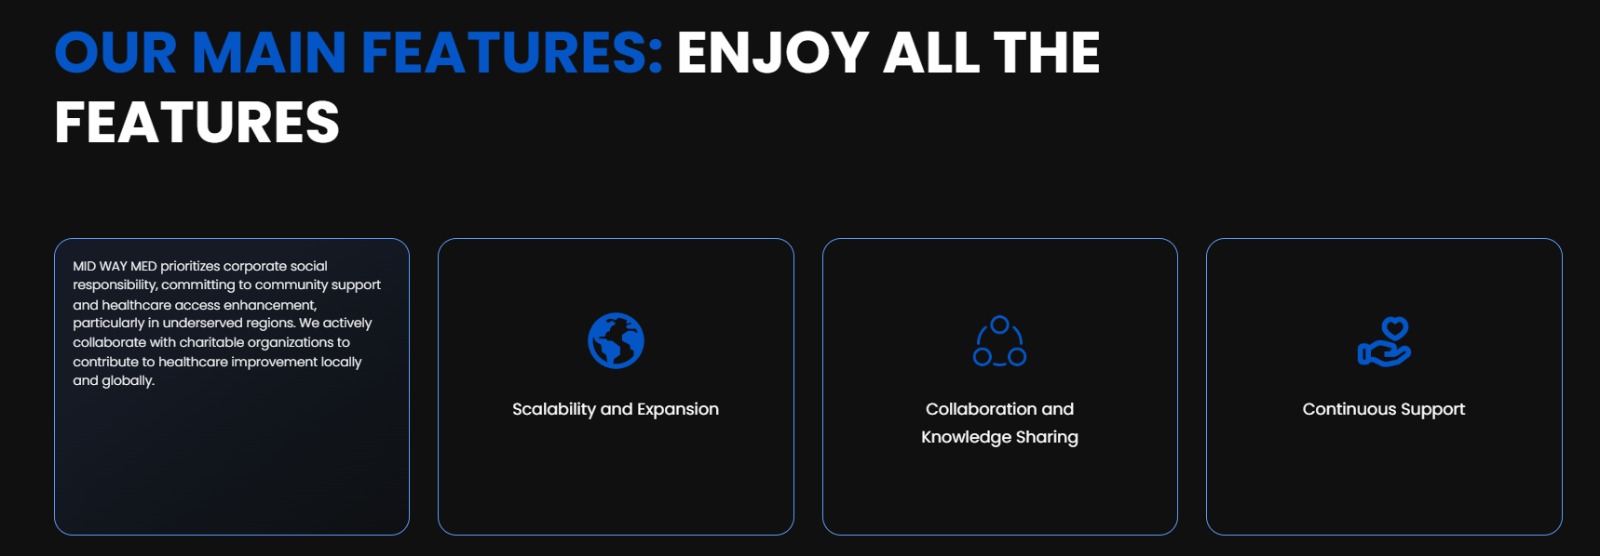 OUR MAIN FEATURES: ENJOY ALL THE
FEATURES
MID WAY MED prioritizes corporate social
responsibility, committing to community support
and healthcare access enhancement,
particularly in underserved regions. We actively
collaborate with charitable organizations to
contribute to healthcare improvement locally
and globally.
Scalability and Expansion
Collaboration and
Knowledge Sharing
Continuous Support